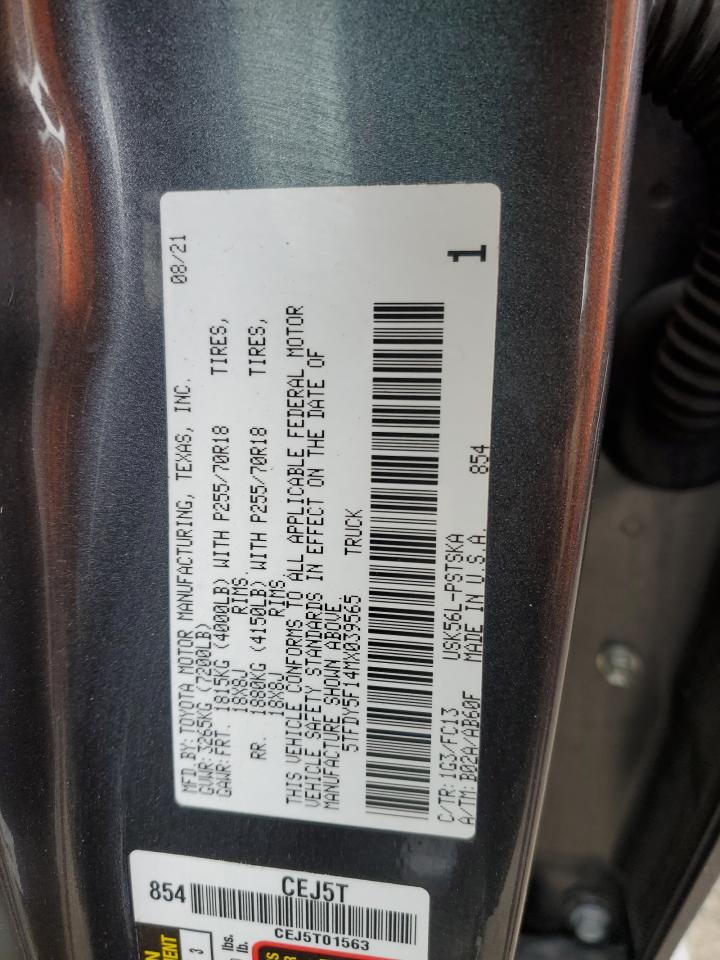 08/21
MFD.BY:TOYOTA MOTOR MANUFACTURING, TEXAS, INC.
GVWR: 3265KG (7200LB)
GAWR:FRT. 1815KG (4000LB) WITH P255/70R18 TIRES,
18X8J RIMS.
RR. 1880KG (4150LB) WITH P255/70R18 TIRES,
18X8J RIMS.
THIS VEHICLE CONFORMS TO ALL APPLICABLE FEDERAL MOTOR
VEHICLE SAFETY STANDARDS IN EFFECT ON THE DATE OF
MANUFACTURE SHOWN ABOVE.
5TFDY5F14MX039565 TRUCK
1
C/TR: 1G3/FC13 USK56L-PSTSKA 854
A/TM: B02A/AB60F MADE IN U.S.A.
CEJ5T
854
CEJ5T01563
3
lbs.
lb.